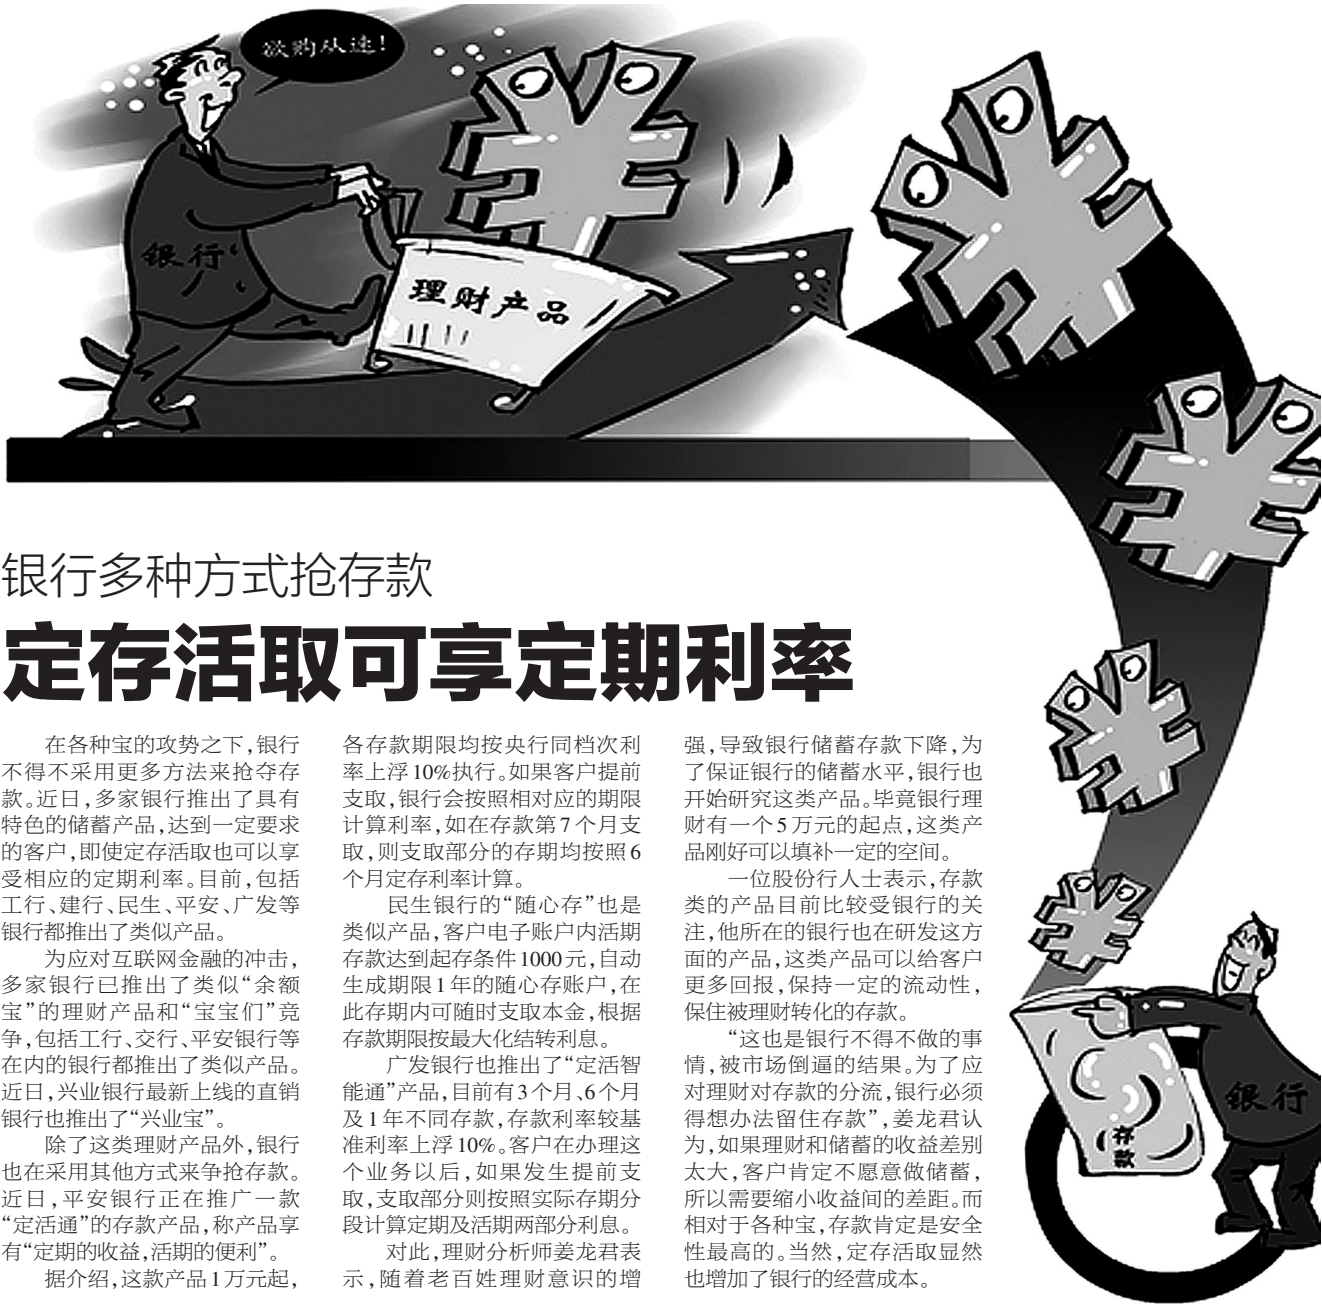 欲购从速!
银行
理财产品
银行多种方式抢存款
定存活取可享定期利率
在各种宝的攻势之下,银行
不得不采用更多方法来抢夺存
款。近日,多家银行推出了具有
特色的储蓄产品,达到一定要求
的客户,即使定存活取也可以享
受相应的定期利率。目前,包括
工行、建行、民生、平安、广发等
银行都推出了类似产品。
为应对互联网金融的冲击,
多家银行已推出了类似“余额
宝”的理财产品和“宝宝们”竞
争,包括工行、交行、平安银行等
在内的银行都推出了类似产品。
近日,兴业银行最新上线的直销
银行也推出了“兴业宝”。
除了这类理财产品外,银行
也在采用其他方式来争抢存款。
近日,平安银行正在推广一款
“定活通”的存款产品,称产品享
有“定期的收益,活期的便利”。
据介绍,这款产品1万元起,
各存款期限均按央行同档次利
率上浮10%执行。如果客户提前
支取,银行会按照相对应的期限
计算利率,如在存款第7个月支
取,则支取部分的存期均按照6
个月定存利率计算。
民生银行的“随心存”也是
类似产品,客户电子账户内活期
存款达到起存条件1000元,自动
生成期限1年的随心存账户,在
此存期内可随时支取本金,根据
存款期限按最大化结转利息。
广发银行也推出了“定活智
能通”产品,目前有3个月、6个月
及1年不同存款,存款利率较基
准利率上浮10%。客户在办理这
个业务以后,如果发生提前支
取,支取部分则按照实际存期分
段计算定期及活期两部分利息。
对此,理财分析师姜龙君表
示,随着老百姓理财意识的增
强,导致银行储蓄存款下降,为
了保证银行的储蓄水平,银行也
开始研究这类产品。毕竟银行理
财有一个5万元的起点,这类产
品刚好可以填补一定的空间。
一位股份行人士表示,存款
类的产品目前比较受银行的关
注,他所在的银行也在研发这方
面的产品,这类产品可以给客户
更多回报,保持一定的流动性,
保住被理财转化的存款。
“这也是银行不得不做的事
情,被市场倒逼的结果。为了应
对理财对存款的分流,银行必须
得想办法留住存款”,姜龙君认
为,如果理财和储蓄的收益差别
太大,客户肯定不愿意做储蓄,
所以需要缩小收益间的差距。而
相对于各种宝,存款肯定是安全
性最高的。当然,定存活取显然
也增加了银行的经营成本。
银行
存款